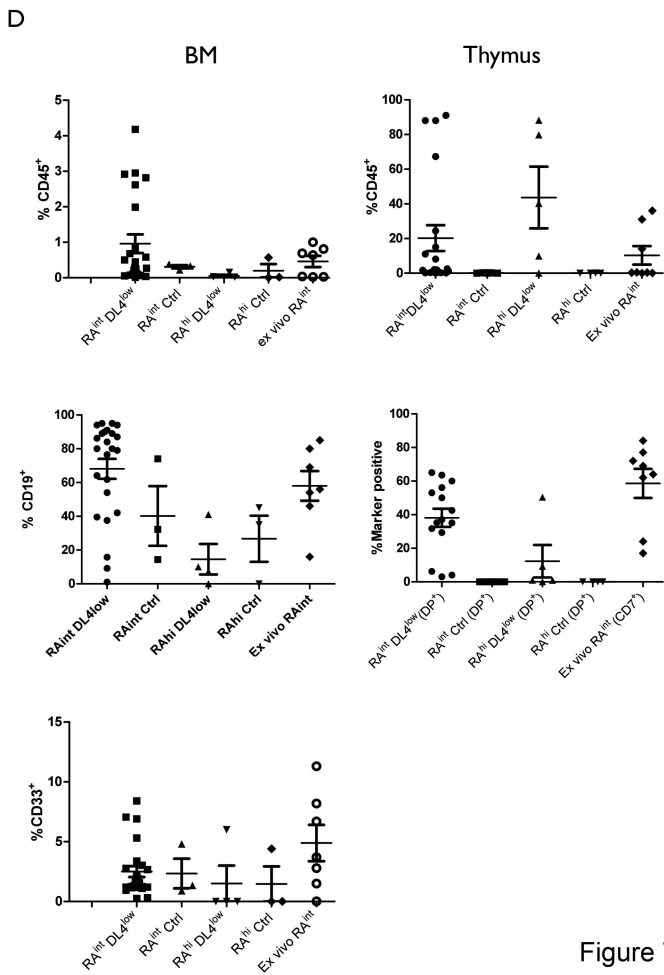 D
BM
Thymus
% CD45⁺
5
4
3
2
1
0
RAⁱⁿᵗ DL4ˡᵒʷ
RAⁱⁿᵗ Ctrl
RAʰⁱ DL4ˡᵒʷ
RAʰⁱ Ctrl
ex vivo RAⁱⁿᵗ
% CD45⁺
100
80
60
40
20
0
RAⁱⁿᵗDL4ˡᵒʷ
RAⁱⁿᵗ Ctrl
RAʰⁱ DL4ˡᵒʷ
RAʰⁱ Ctrl
Ex vivo RAⁱⁿᵗ
% CD19⁺
100
80
60
40
20
0
RAint DL4low
RAint Ctrl
RAhi DL4low
RAhi Ctrl
Ex vivo RAint
%Marker positive
100
80
60
40
20
0
RAⁱⁿᵗ DL4ˡᵒʷ(DP⁺)
RAⁱⁿᵗ Ctrl (DP⁺)
RAʰⁱ DL4ˡᵒʷ (DP⁺)
RAʰⁱ Ctrl (DP⁺)
Ex vivo RAⁱⁿᵗ(CD7⁺)
%CD33⁺
15
10
5
0
RAⁱⁿᵗ DL4ˡᵒʷ
RAⁱⁿᵗ Ctrl
RAʰⁱ DL4ˡᵒʷ
RAʰⁱ Ctrl
Ex vivo RAⁱⁿᵗ
Figure